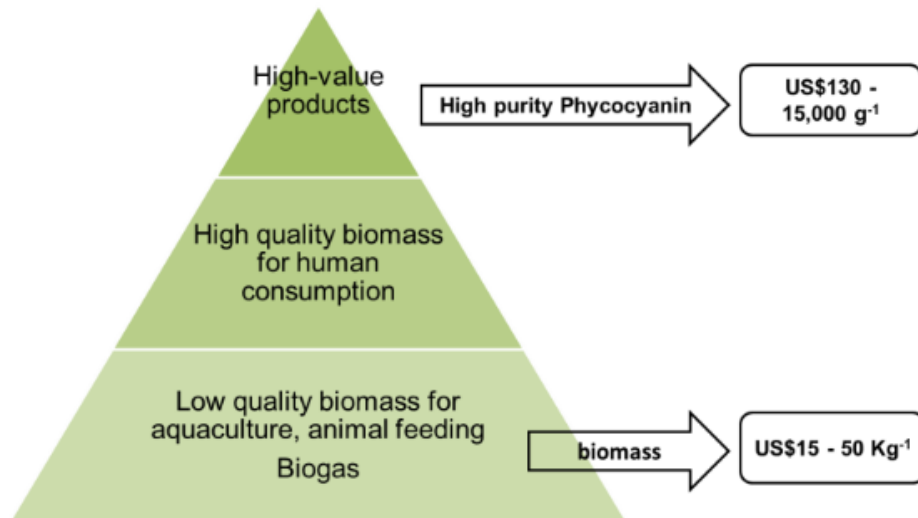 High-value
products
High purity Phycocyanin
US$130 -
15,000 g⁻¹
High quality biomass
for human
consumption
Low quality biomass for
aquaculture, animal feeding
Biogas
biomass
US$15 - 50 Kg⁻¹